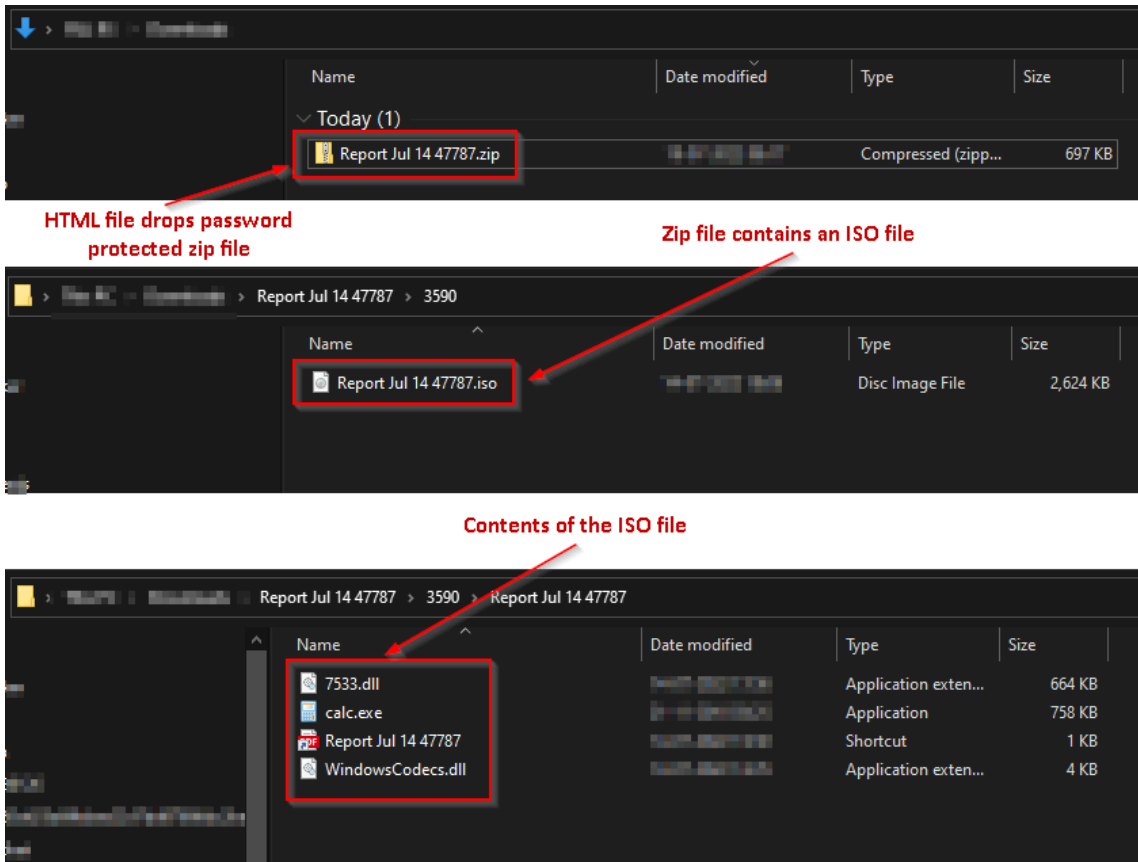 Name Date modified Type Size
Today (1)
Report Jul 14 47787.zip Compressed (zipp... 697 KB
HTML file drops password
protected zip file
Zip file contains an ISO file
Report Jul 14 47787 > 3590
Name Date modified Type Size
Report Jul 14 47787.iso Disc Image File 2,624 KB
Contents of the ISO file
Report Jul 14 47787 > 3590 > Report Jul 14 47787
Name Date modified Type Size
7533.dll Application exten... 664 KB
calc.exe Application 758 KB
PDF Report Jul 14 47787 Shortcut 1 KB
WindowsCodecs.dll Application exten... 4 KB